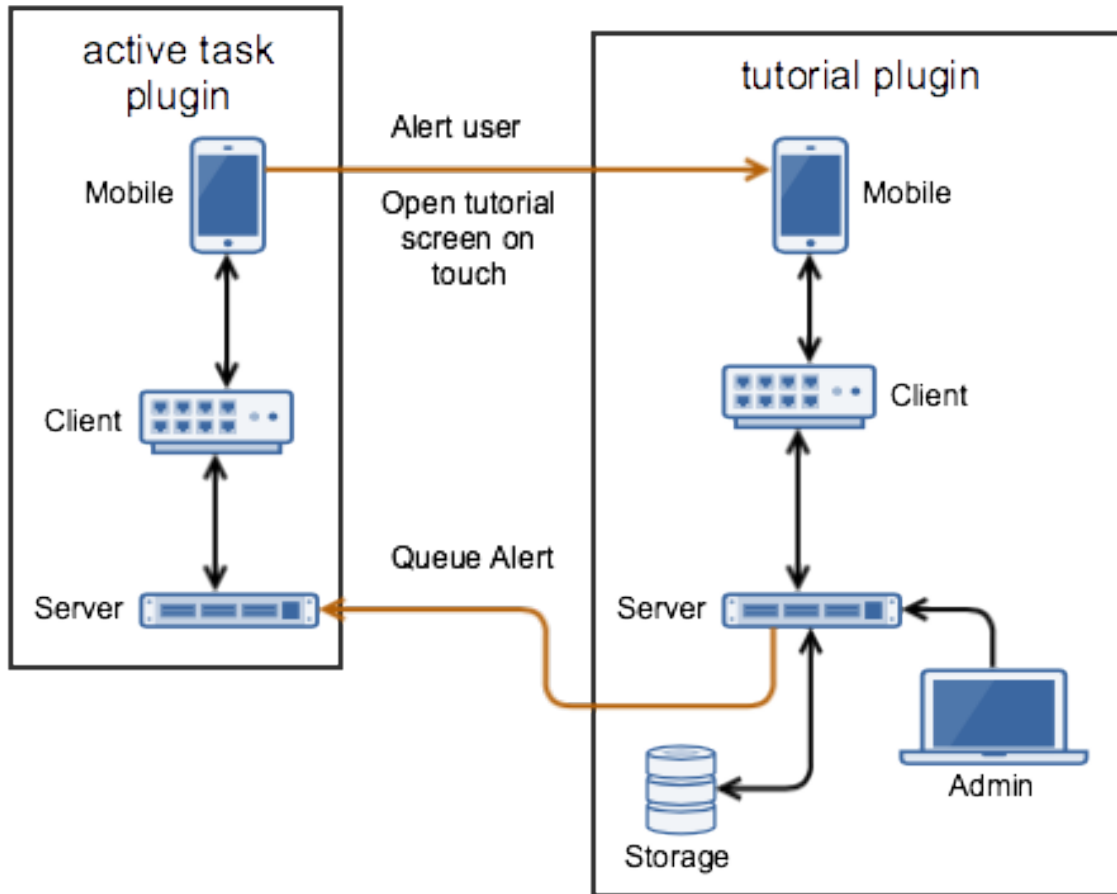 active task
plugin
Mobile
Client
Server
Alert user
Open tutorial
screen on
touch
Queue Alert
tutorial plugin
Mobile
Client
Server
Admin
Storage